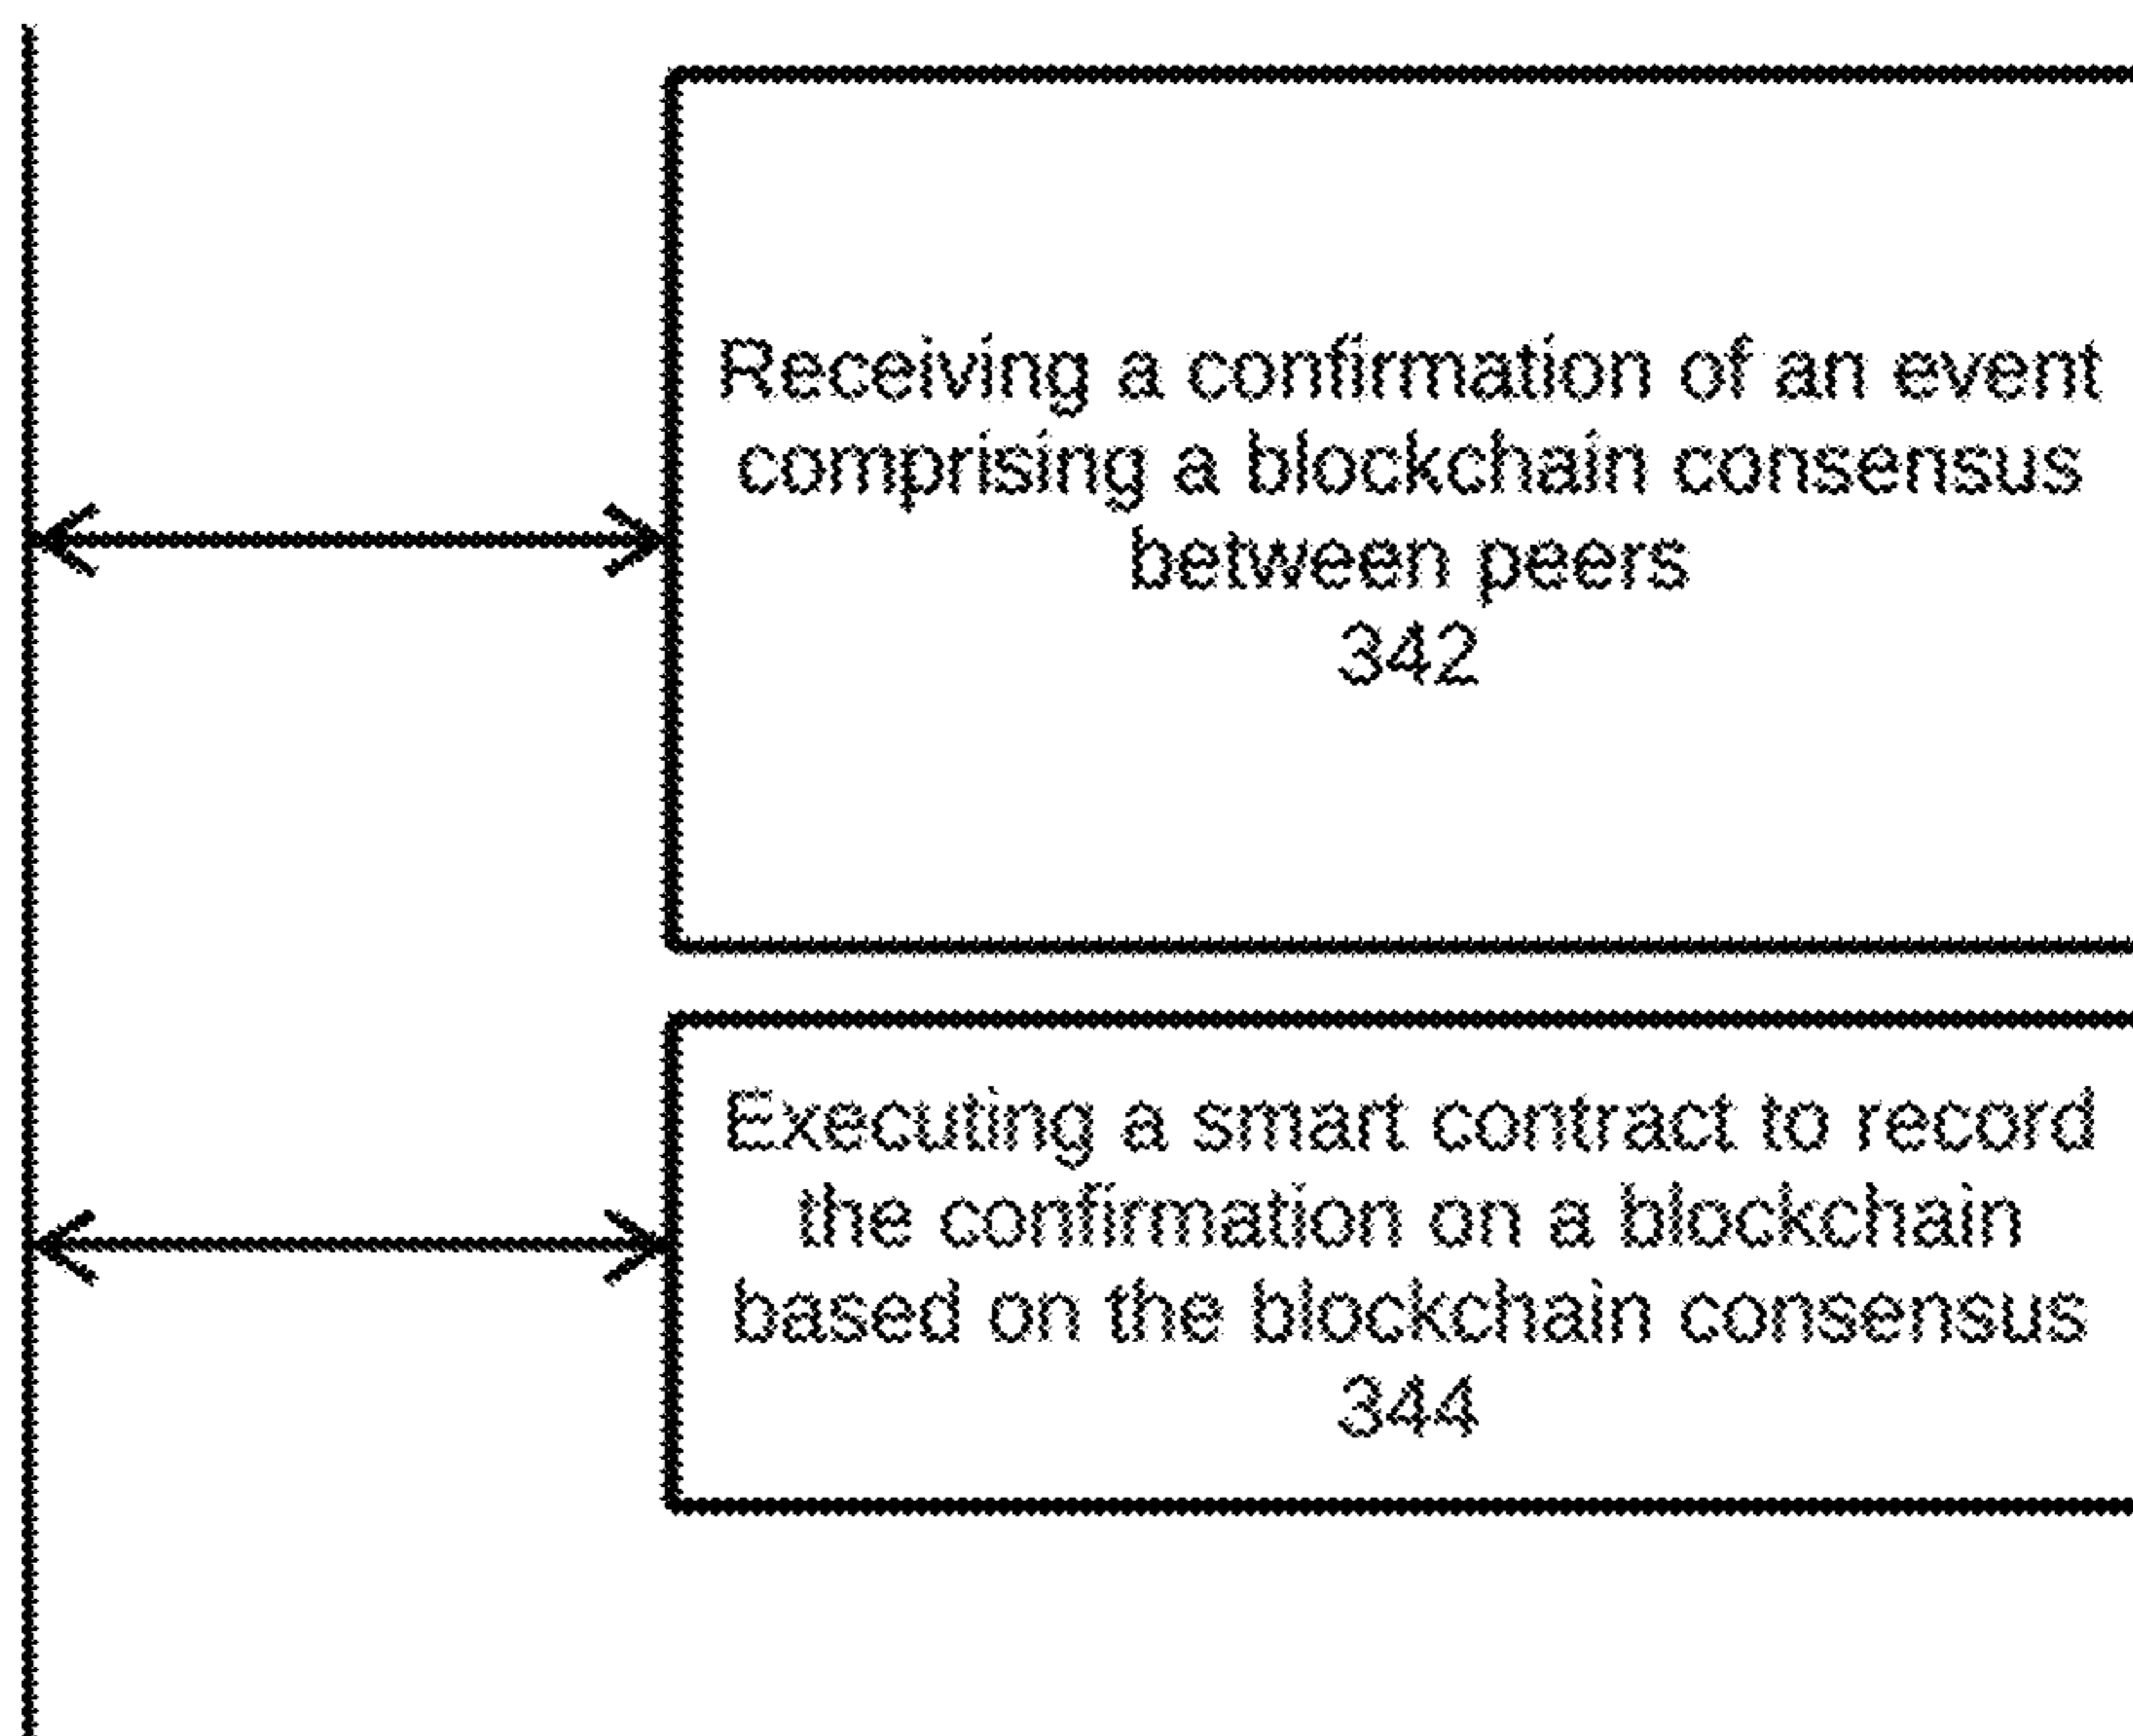 Receiving a confirmation of an event
comprising a blockchain consensus
between peers
342
Executing a smart contract to record
the confirmation on a blockchain
based on the blockchain consensus
344